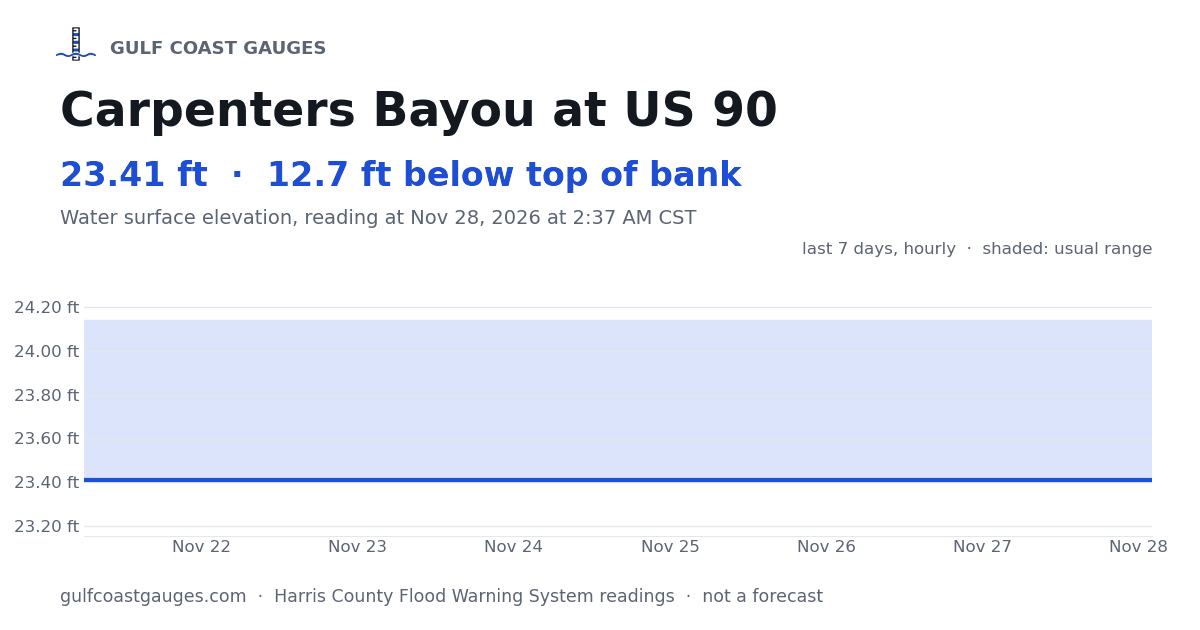 GULF COAST GAUGES
Carpenters Bayou at US 90
23.41 ft · 12.7 ft below top of bank
Water surface elevation, reading at Nov 28, 2026 at 2:37 AM CST
last 7 days, hourly · shaded: usual range
24.20 ft
24.00 ft
23.80 ft
23.60 ft
23.40 ft
23.20 ft
Nov 22 Nov 23 Nov 24 Nov 25 Nov 26 Nov 27 Nov 28
gulfcoastgauges.com · Harris County Flood Warning System readings · not a forecast